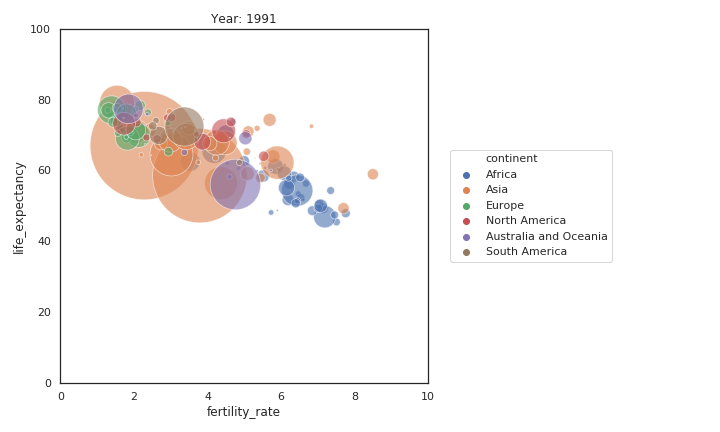 Year: 1991
100
80
60
40
20
0
life_expectancy
0 2 4 6 8 10
fertility_rate
continent
Africa
Asia
Europe
North America
Australia and Oceania
South America